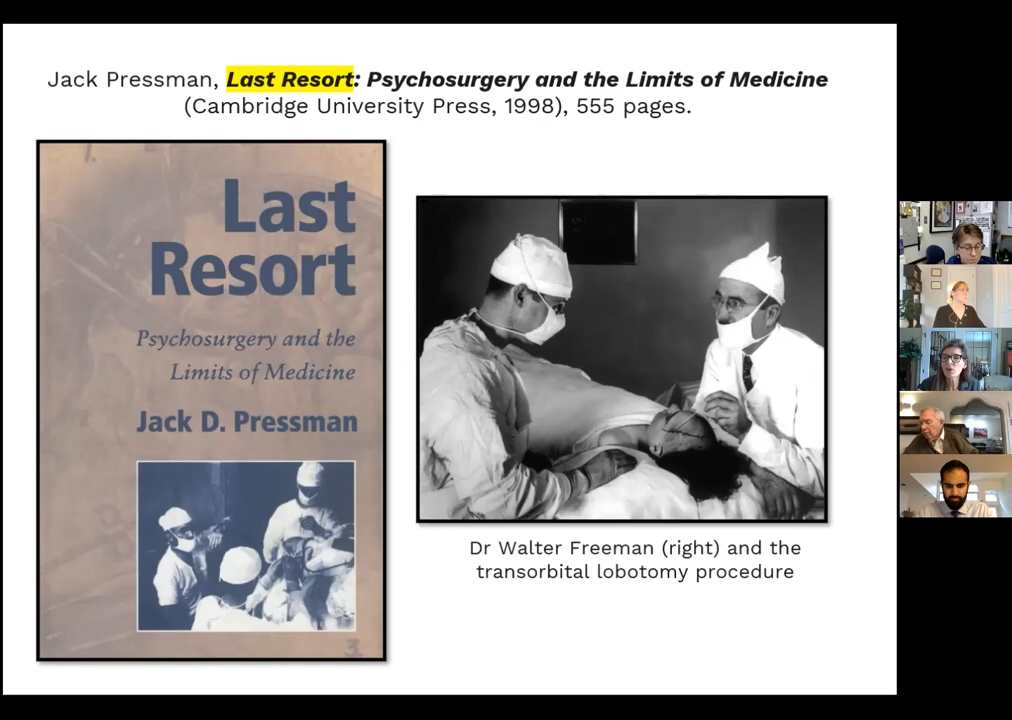 Jack Pressman, Last Resort: Psychosurgery and the Limits of Medicine
(Cambridge University Press, 1998), 555 pages.
Last
Resort
Psychosurgery and the
Limits of Medicine
Jack D. Pressman
3
Dr Walter Freeman (right) and the
transorbital lobotomy procedure